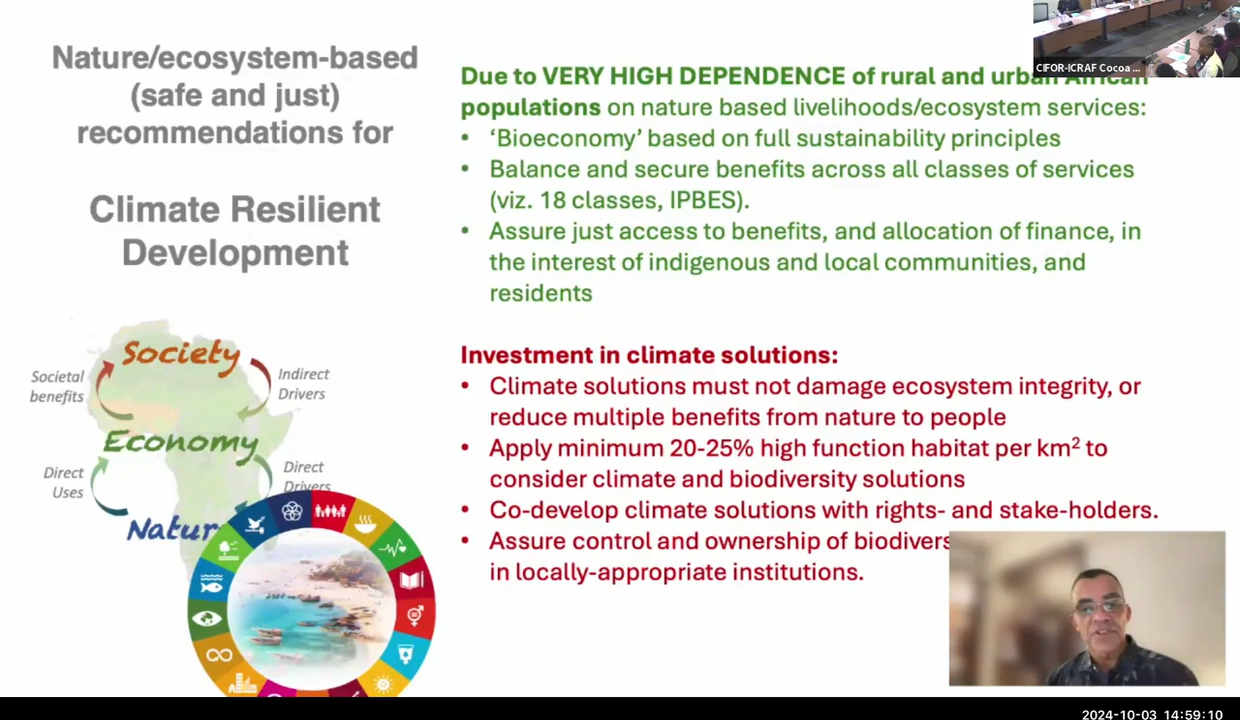 Nature/ecosystem-based
(safe and just)
recommendations for
Climate Resilient
Development
Society
Societal
benefits
Indirect
Drivers
Economy
Direct
Uses
Direct
Drivers
Natur
Due to VERY HIGH DEPENDENCE of rural and urban African
populations on nature based livelihoods/ecosystem services:
• ‘Bioeconomy’ based on full sustainability principles
• Balance and secure benefits across all classes of services
(viz. 18 classes, IPBES).
• Assure just access to benefits, and allocation of finance, in
the interest of indigenous and local communities, and
residents
Investment in climate solutions:
• Climate solutions must not damage ecosystem integrity, or
reduce multiple benefits from nature to people
• Apply minimum 20-25% high function habitat per km² to
consider climate and biodiversity solutions
• Co-develop climate solutions with rights- and stake-holders.
• Assure control and ownership of biodivers
in locally-appropriate institutions.
CIFOR-ICRAF Cocoa ...
2024-10-03 14:59:10